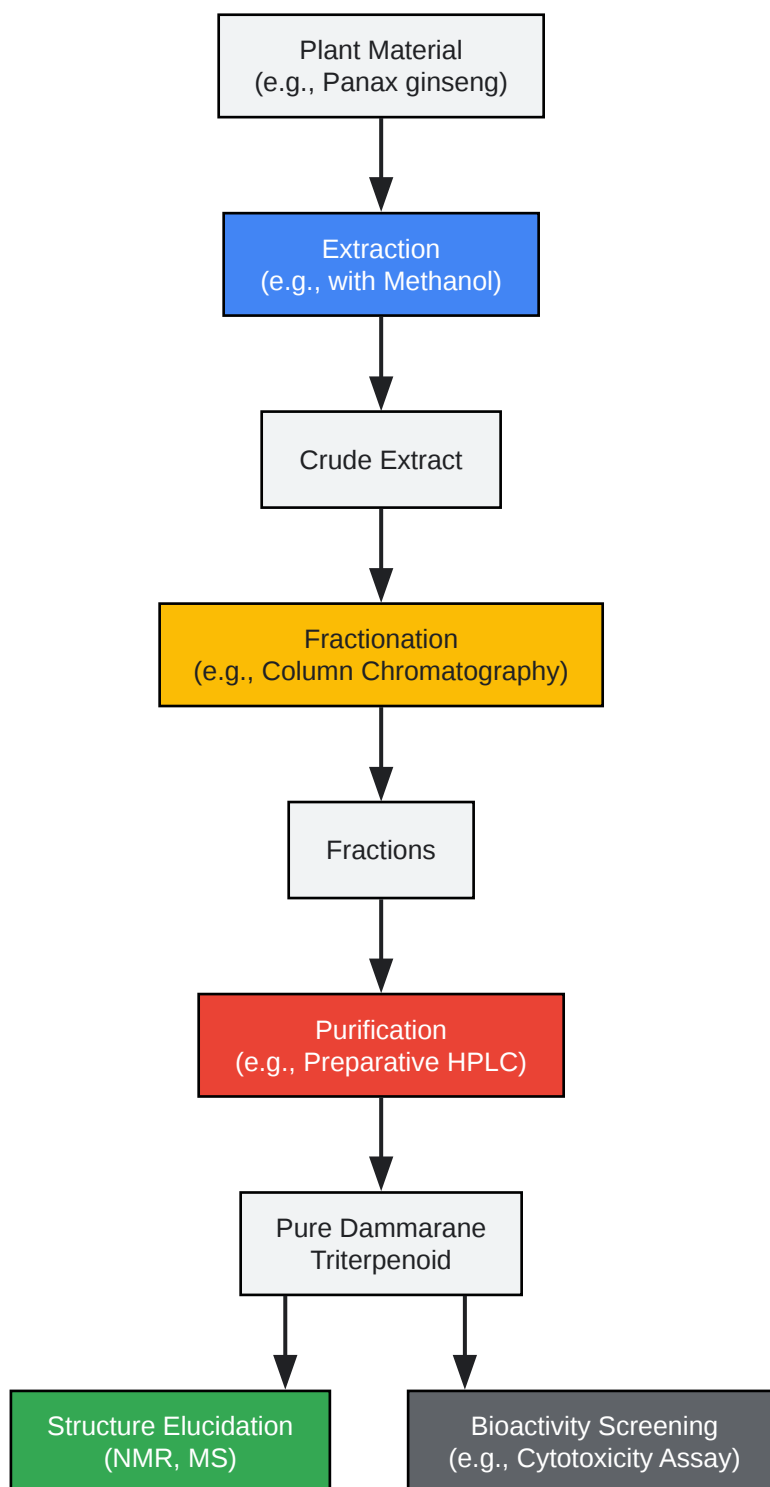 Plant Material
(e.g., Panax ginseng)
Extraction
(e.g., with Methanol)
Crude Extract
Fractionation
(e.g., Column Chromatography)
Fractions
Purification
(e.g., Preparative HPLC)
Pure Dammarane
Triterpenoid
Structure Elucidation
(NMR, MS)
Bioactivity Screening
(e.g., Cytotoxicity Assay)